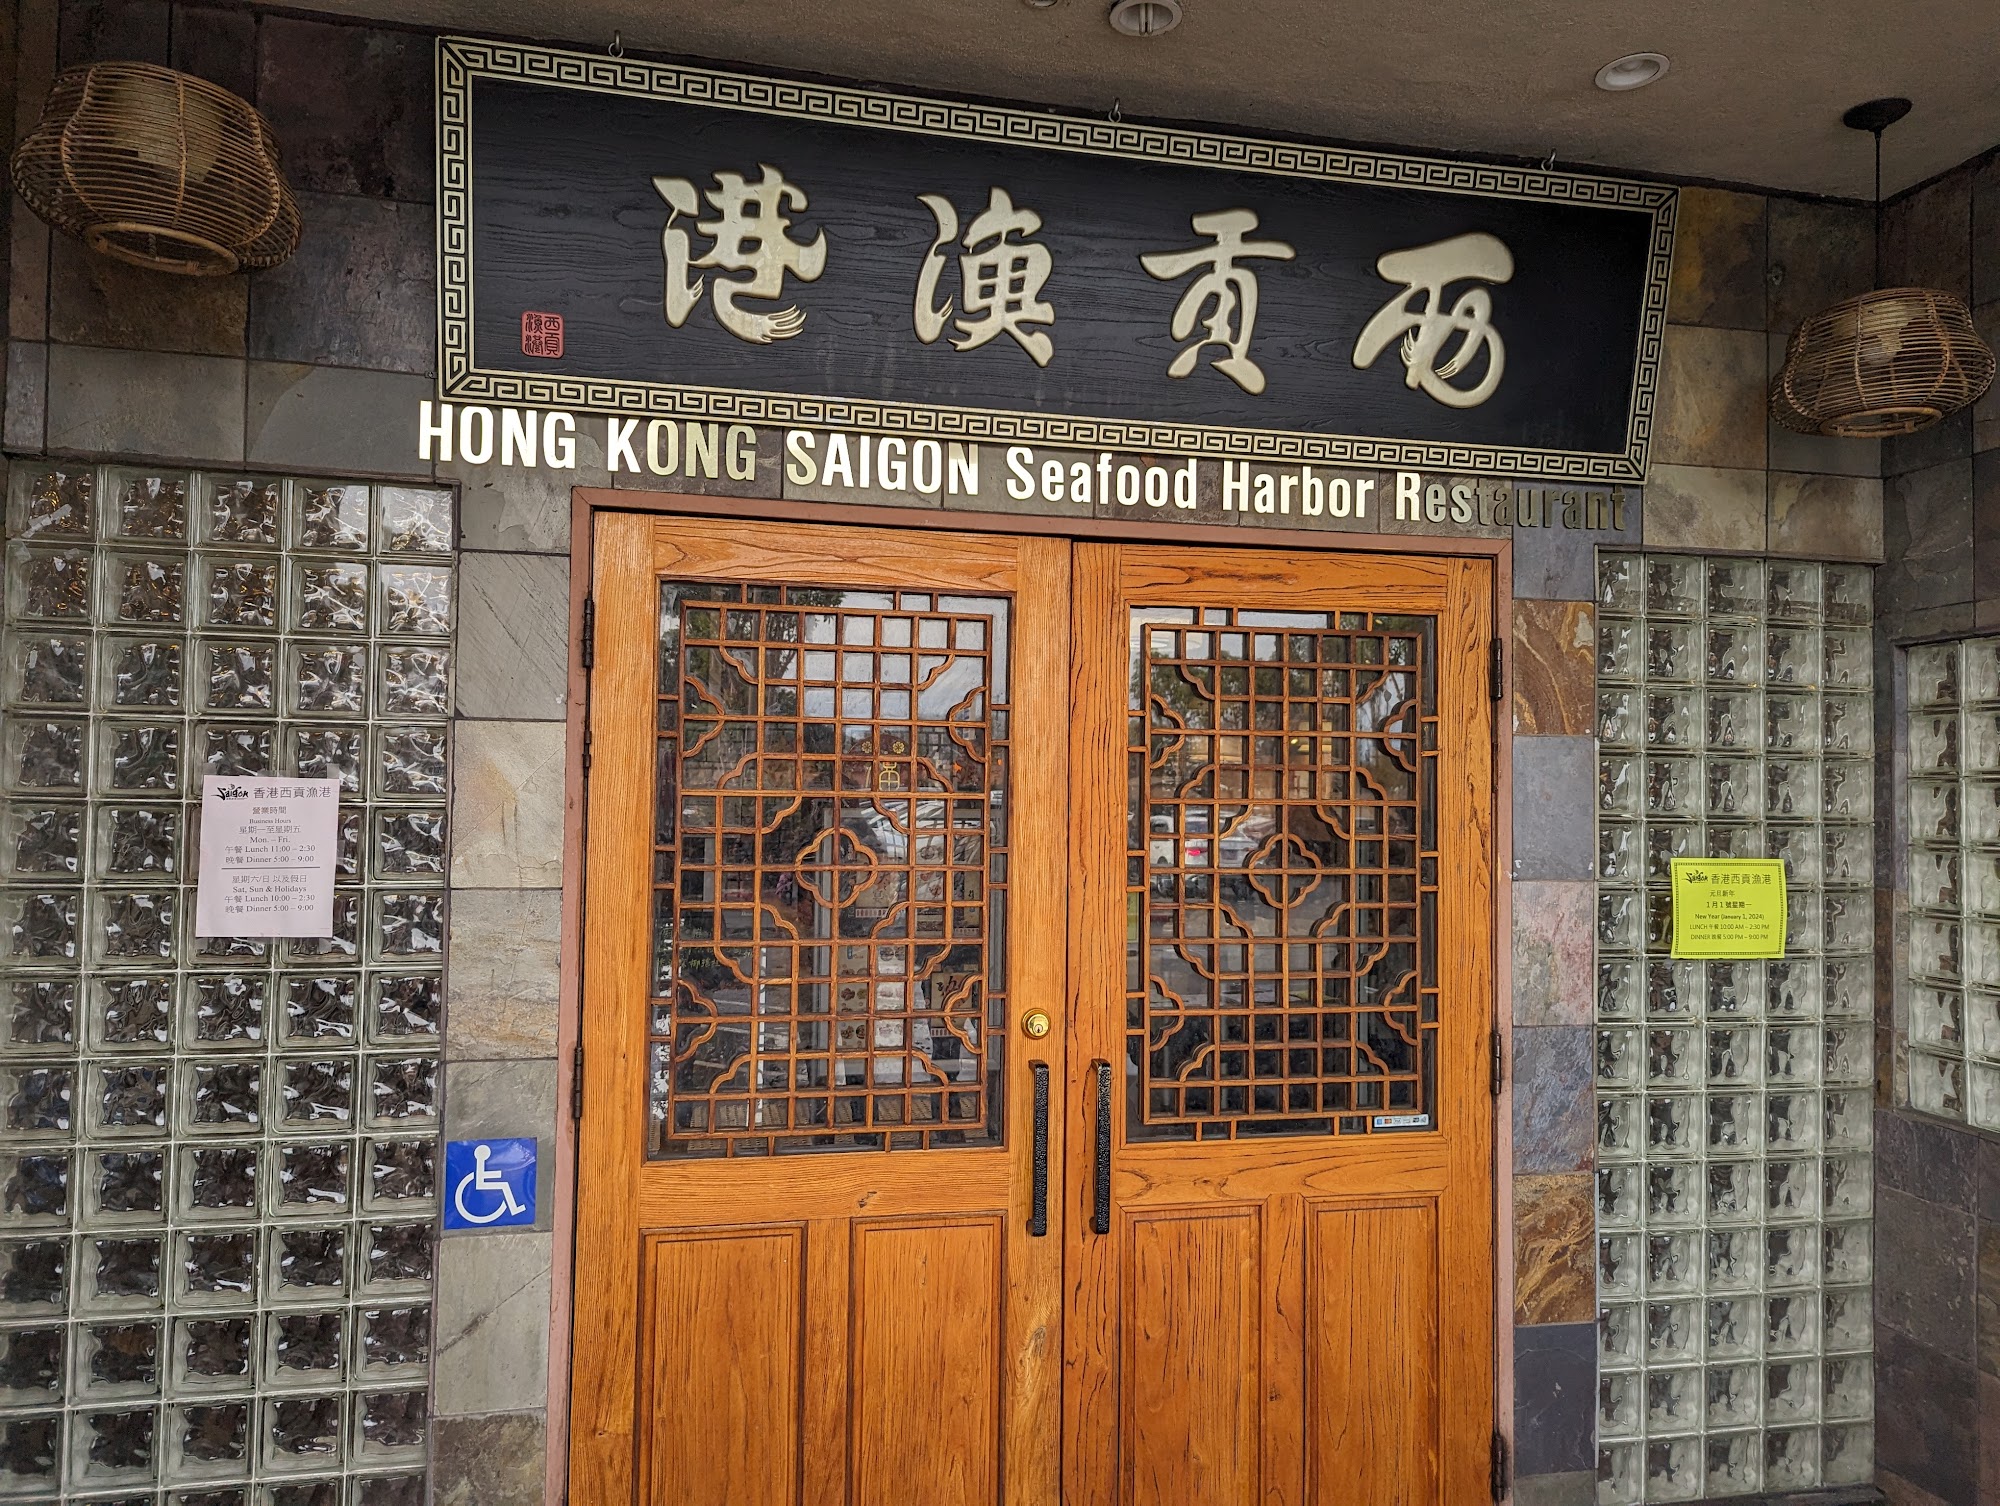 西貢漁港
西貢漁港
HONG KONG SAIGON Seafood Harbor Restaurant
Saigon 香港西貢漁港
營業時間
Business Hours
星期一至星期五
Mon. – Fri.
午餐 Lunch 11:00 – 2:30
晚餐 Dinner 5:00 – 9:00
星期六/日 以及假日
Sat, Sun & Holidays
午餐 Lunch 10:00 – 2:30
晚餐 Dinner 5:00 – 9:00
Saigon 香港西貢漁港
元旦新年
1月1號星期一
New Year (January 1, 2024)
LUNCH 午餐 10:00 AM – 2:30 PM
DINNER 晚餐 5:00 PM – 9:00 PM